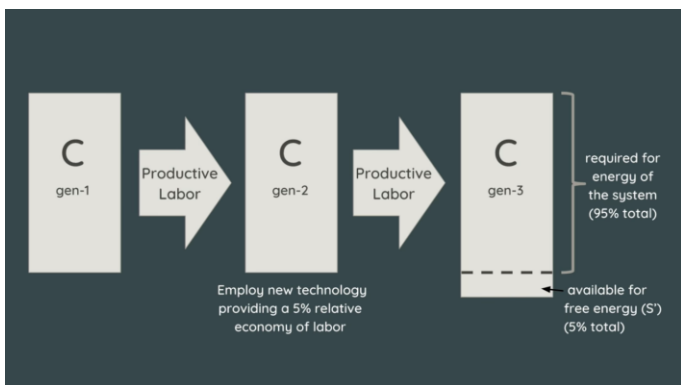 C
gen-1
Productive
Labor
C
gen-2
Employ new technology
providing a 5% relative
economy of labor
Productive
Labor
C
gen-3
required for
energy of
the system
(95% total)
available for
free energy (S')
(5% total)